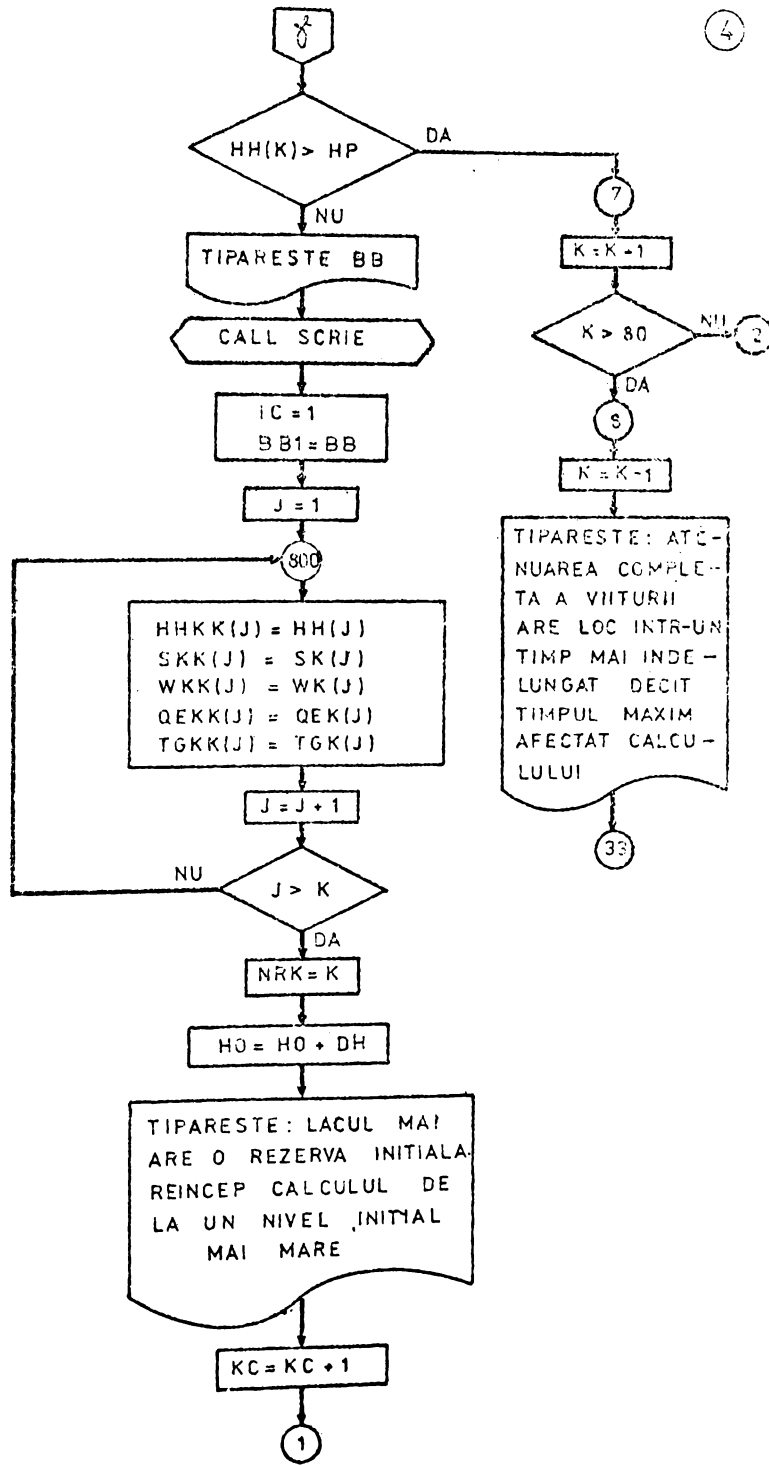 4
γ
HH(K) > HP
DA
NU
TIPARESTE BB
CALL SCRIE
IC = 1
BB1 = BB
J = 1
800
HHKK(J) = HH(J)
SKK(J) = SK(J)
WKK(J) = WK(J)
QEKK(J) = QEK(J)
TGKK(J) = TGK(J)
J = J + 1
J > K
NU
DA
NRK = K
HO = HO + DH
TIPARESTE: LACUL MAI
ARE O REZERVA INITIALA.
REINCEP CALCULUL DE
LA UN NIVEL INITIAL
MAI MARE
KC = KC + 1
1
7
K = K+1
K > 80
NU
2
DA
8
K = K-1
TIPARESTE: ATE-
NUAREA COMPLE-
TA A VIITURII
ARE LOC INTR-UN
TIMP MAI INDE-
LUNGAT DECIT
TIMPUL MAXIM
AFECTAT CALCU-
LULUI
33